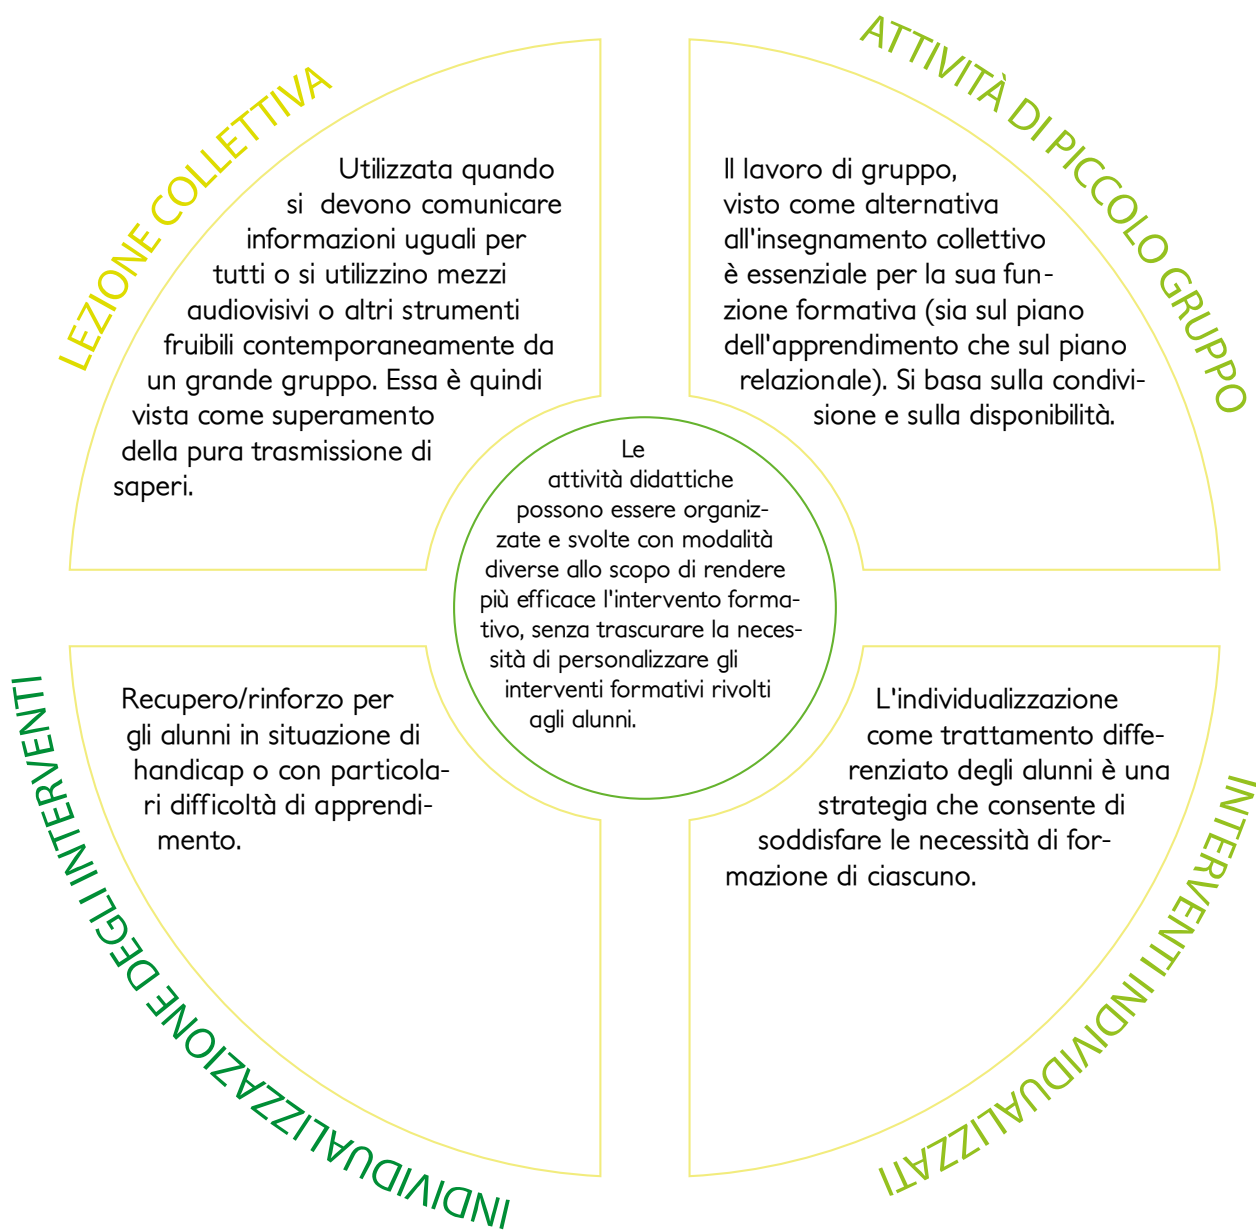 LEZIONE COLLETTIVA
Utilizzata quando
si devono comunicare
informazioni uguali per
tutti o si utilizzino mezzi
audiovisivi o altri strumenti
fruibili contemporaneamente da
un grande gruppo. Essa è quindi
vista come superamento
della pura trasmissione di
saperi.
ATTIVITÀ DI PICCOLO GRUPPO
Il lavoro di gruppo,
visto come alternativa
all'insegnamento collettivo
è essenziale per la sua fun-
zione formativa (sia sul piano
dell'apprendimento che sul piano
relazionale). Si basa sulla condivi-
sione e sulla disponibilità.
Le
attività didattiche
possono essere organiz-
zate e svolte con modalità
diverse allo scopo di rendere
più efficace l'intervento forma-
tivo, senza trascurare la neces-
sità di personalizzare gli
interventi formativi rivolti
agli alunni.
INDIVIDUALIZZAZIONE DEGLI INTERVENTI
Recupero/rinforzo per
gli alunni in situazione di
handicap o con particola-
ri difficoltà di apprendi-
mento.
INTERVENTI INDIVIDUALIZZATI
L'individualizzazione
come trattamento diffe-
renziato degli alunni è una
strategia che consente di
soddisfare le necessità di for-
mazione di ciascuno.